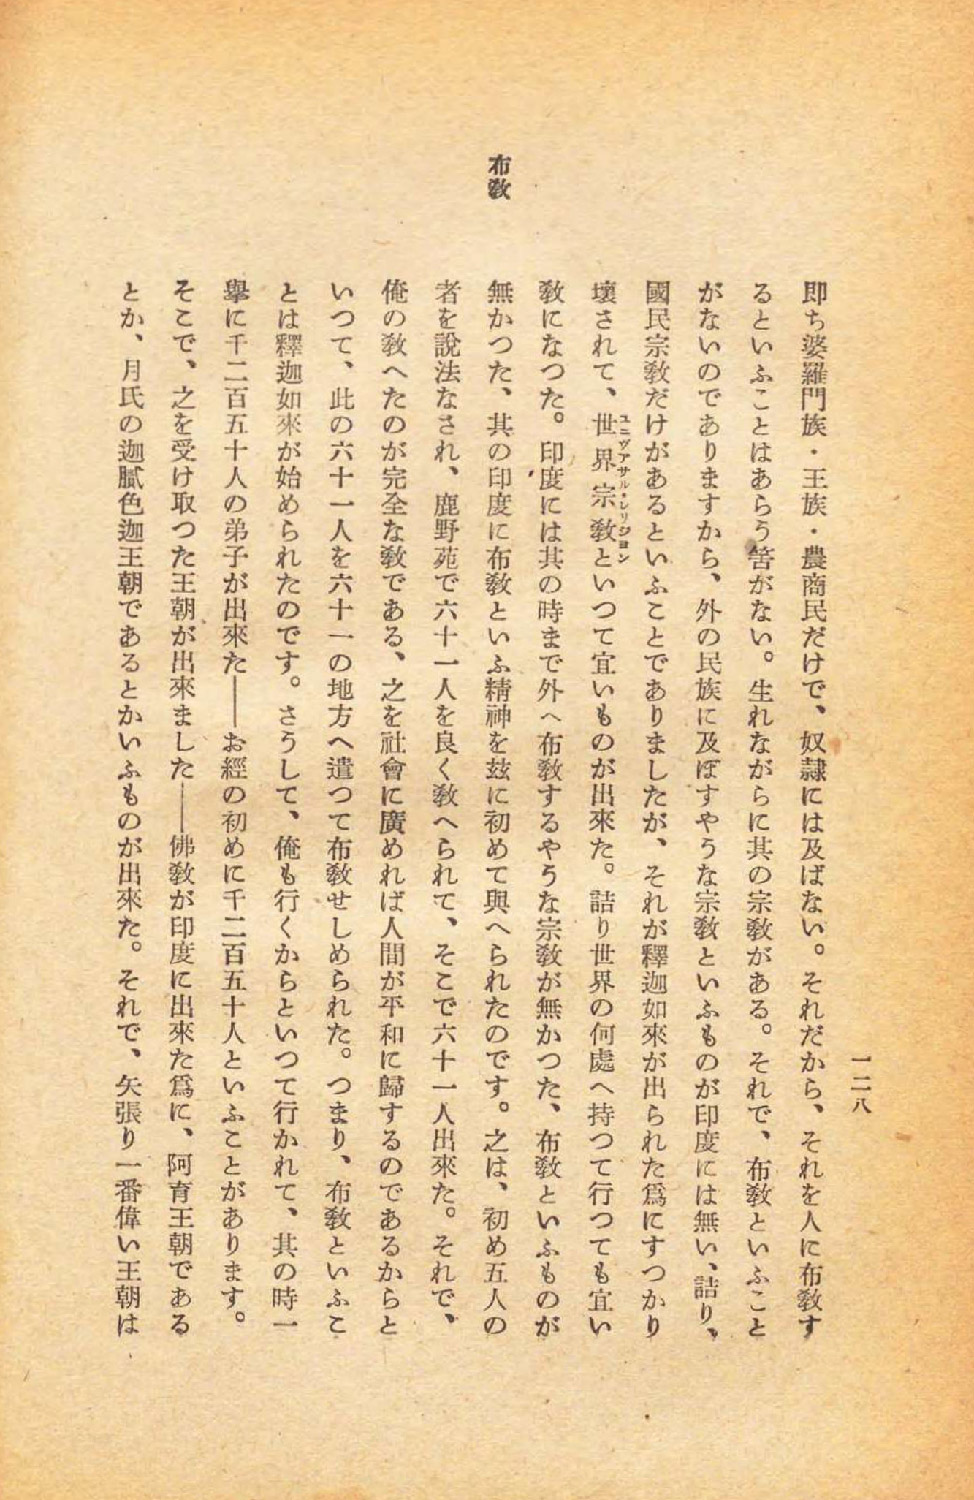 一二八
布敎
即ち婆羅門族・王族・農商民だけで、奴隷には及ばない。それだから、それを人に布敎す
るといふことはあらう筈がない。生れながらに其の宗敎がある。それで、布敎といふこと
がないのでありますから、外の民族に及ぼすやうな宗敎といふものが印度には無い、詰り、
國民宗敎だけがあるといふことでありましたが、それが釋迦如來が出られた爲にすつかり
壞されて、世界宗敎といつて宜いものが出來た。詰り世界の何處へ持つて行つても宜い
ユニヴアサル・レリジヨン
敎になつた。印度には其の時まで外へ布敎するやうな宗敎が無かつた、布敎といふものが
無かつた、其の印度に布敎といふ精神を玆に初めて與へられたのです。之は、初め五人の
者を說法なされ、鹿野苑で六十一人を良く敎へられて、そこで六十一人出來た。それで、
俺の敎へたのが完全な敎である、之を社會に廣めれば人間が平和に歸するのであるからと
いつて、此の六十一人を六十一の地方へ遣つて布敎せしめられた。つまり、布敎といふこ
とは釋迦如來が始められたのです。さうして、俺も行くからといつて行かれて、其の時一
擧に千二百五十人の弟子が出來た――お經の初めに千二百五十人といふことがあります。
そこで、之を受け取つた王朝が出來ました――佛敎が印度に出來た爲に、阿育王朝である
とか、月氏の迦膩色迦王朝であるとかいふものが出來た。それで、矢張り一番偉い王朝は